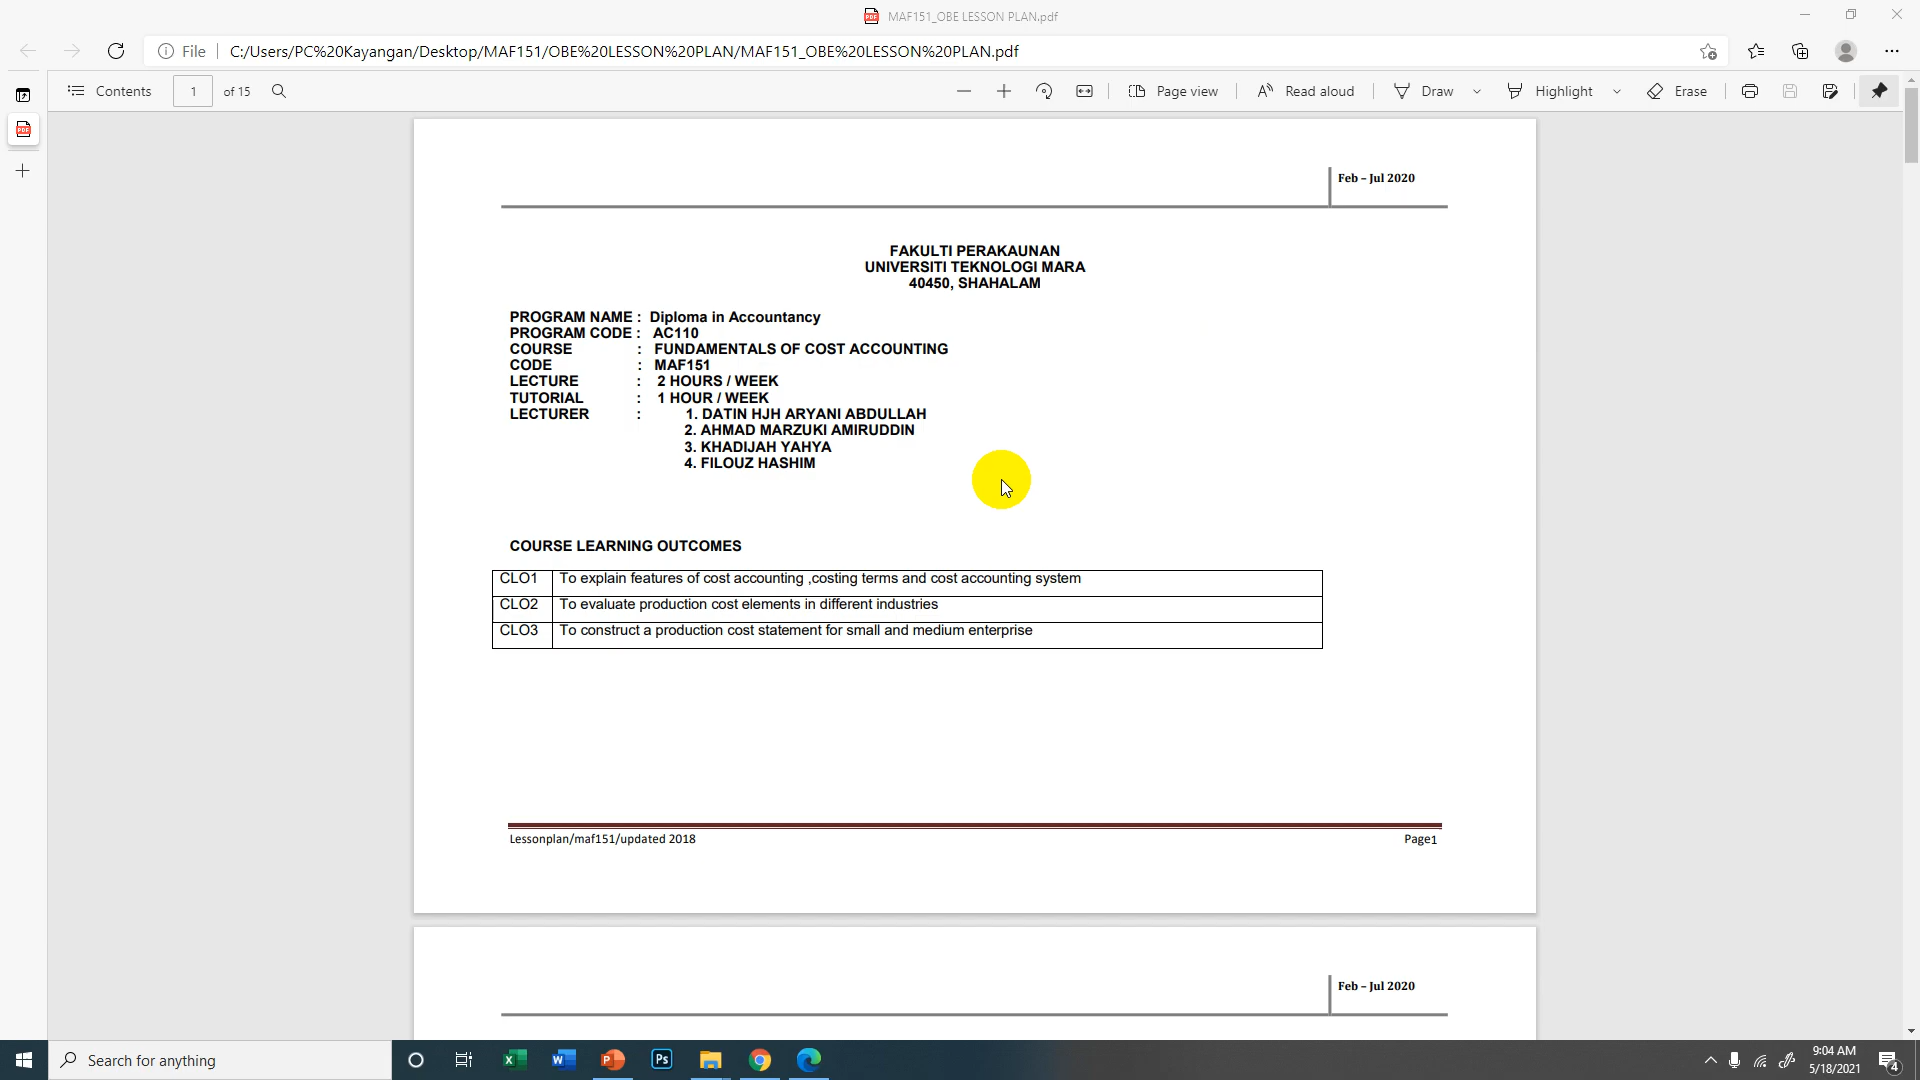 MAF151_OBE LESSON PLAN.pdf
File
C:/Users/PC%20Kayangan/Desktop/MAF151/OBE%20LESSON%20PLAN/MAF151_OBE%20LESSON%20PLAN.pdf
Contents 1 of 15 Page view Read aloud Draw Highlight Erase
Feb – Jul 2020
FAKULTI PERAKAUNAN
UNIVERSITI TEKNOLOGI MARA
40450, SHAHALAM
PROGRAM NAME : Diploma in Accountancy
PROGRAM CODE : AC110
COURSE : FUNDAMENTALS OF COST ACCOUNTING
CODE : MAF151
LECTURE : 2 HOURS / WEEK
TUTORIAL : 1 HOUR / WEEK
LECTURER : 1. DATIN HJH ARYANI ABDULLAH
2. AHMAD MARZUKI AMIRUDDIN
3. KHADIJAH YAHYA
4. FILOUZ HASHIM
COURSE LEARNING OUTCOMES
CLO1 To explain features of cost accounting ,costing terms and cost accounting system
CLO2 To evaluate production cost elements in different industries
CLO3 To construct a production cost statement for small and medium enterprise
Lessonplan/maf151/updated 2018 Page1
Feb – Jul 2020
Search for anything
Ps
9:04 AM
5/18/2021
4